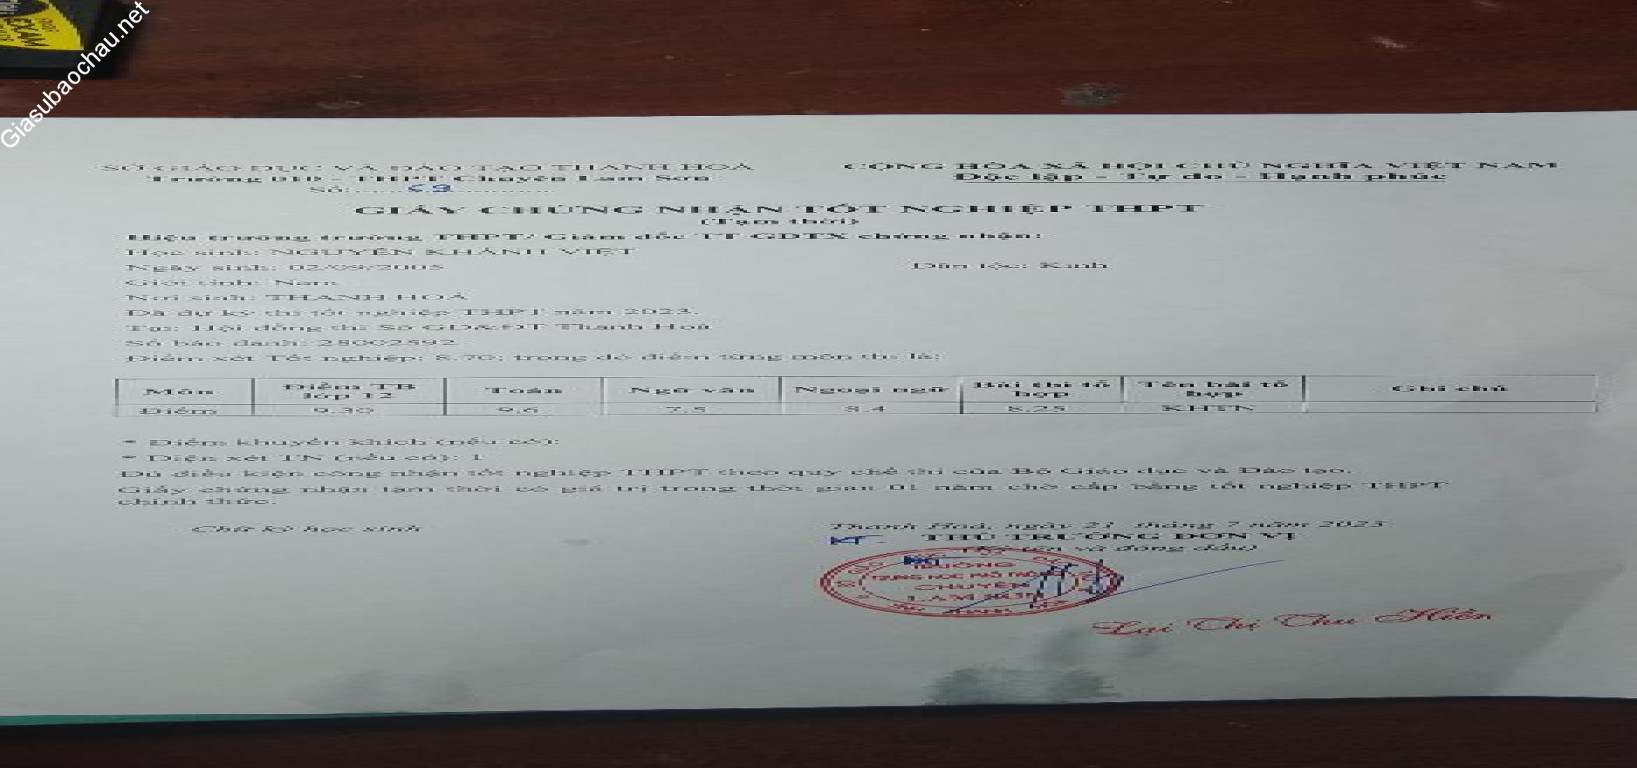 Giasubaochau.net
EXAM
SỞ GIÁO DỤC VÀ ĐÀO TẠO THANH HOÁ
Trường 010 - THPT Chuyên Lam Sơn
Số:
CỘNG HÒA XÃ HỘI CHỦ NGHĨA VIỆT NAM
Độc lập - Tự do - Hạnh phúc
GIẤY CHỨNG NHẬN TỐT NGHIỆP THPT
(Tạm thời)
Hiệu trưởng trường THPT/ Giám đốc TT GDTX chứng nhận:
Học sinh: NGUYỄN KHÁNH VIỆT
Ngày sinh: 02/09/2005 Dân tộc: Kinh
Giới tính: Nam
Nơi sinh: THANH HOÁ
Đã dự kỳ thi tốt nghiệp THPT năm 2023.
Tại: Hội đồng thi Sở GD&ĐT Thanh Hoá
Số báo danh: 28002592
Điểm xét Tốt nghiệp: 8.70; trong đó điểm từng môn thi là:
Môn Điểm TB lớp 12 Toán Ngữ văn Ngoại ngữ Bài thi tổ hợp Tên bài tổ hợp Ghi chú
Điểm 9.30 9.6 7.5 8.4 8.25 KHTN
* Điểm khuyến khích (nếu có):
* Diện xét TN (nếu có): 1
Đủ điều kiện công nhận tốt nghiệp THPT theo quy chế thi của Bộ Giáo dục và Đào tạo.
Giấy chứng nhận tạm thời có giá trị trong thời gian 01 năm chờ cấp bằng tốt nghiệp THPT
chính thức.
Chữ ký học sinh
Thanh Hoá, ngày 21 tháng 7 năm 2023
KT. THỦ TRƯỞNG ĐƠN VỊ
(Ký tên và đóng dấu)
TRƯỜNG
TRUNG HỌC PHỔ THÔNG
CHUYÊN
LAM SƠN
Lại Thị Thu Hiền